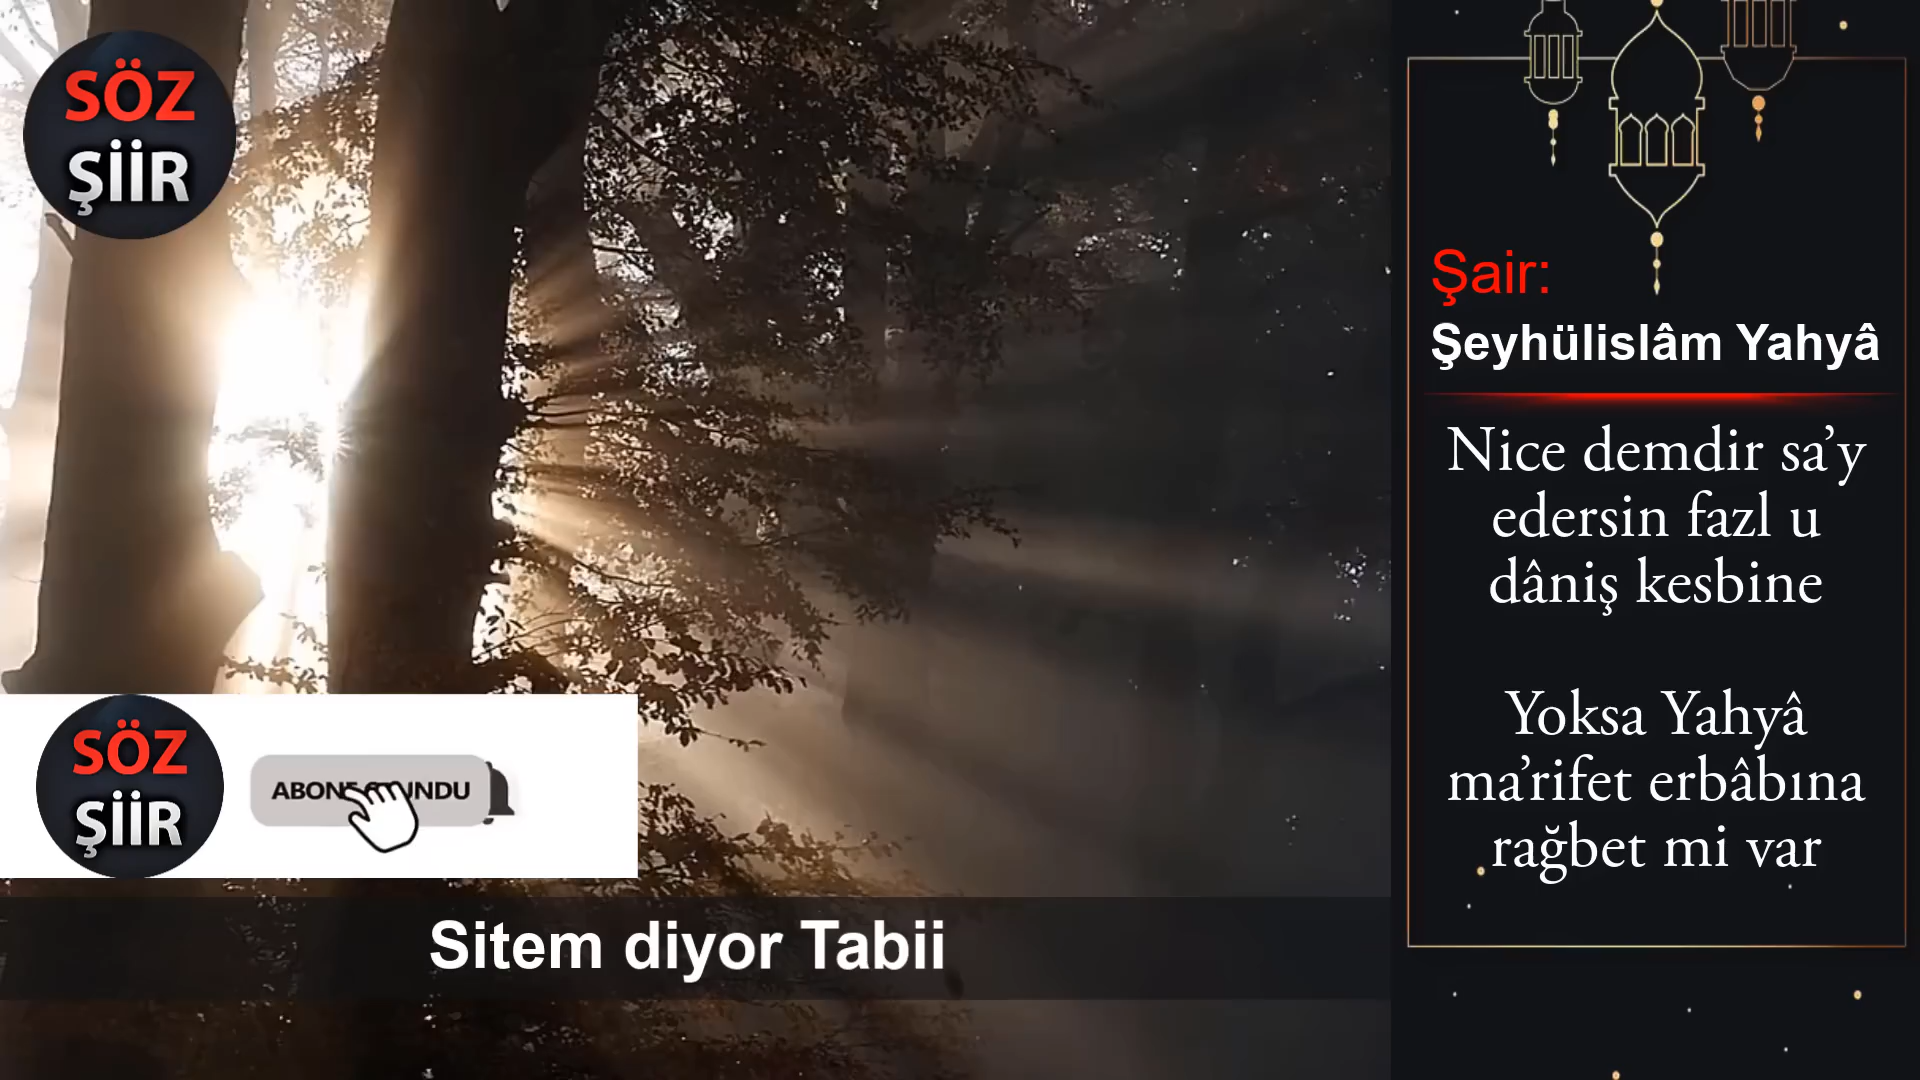 SÖZ
ŞİİR
Şair:
Şeyhülislâm Yahyâ
Nice demdir sa’y
edersin fazl u
dâniş kesbine
Yoksa Yahyâ
ma’rifet erbâbına
rağbet mi var
SÖZ
ŞİİR
Sitem diyor Tabii